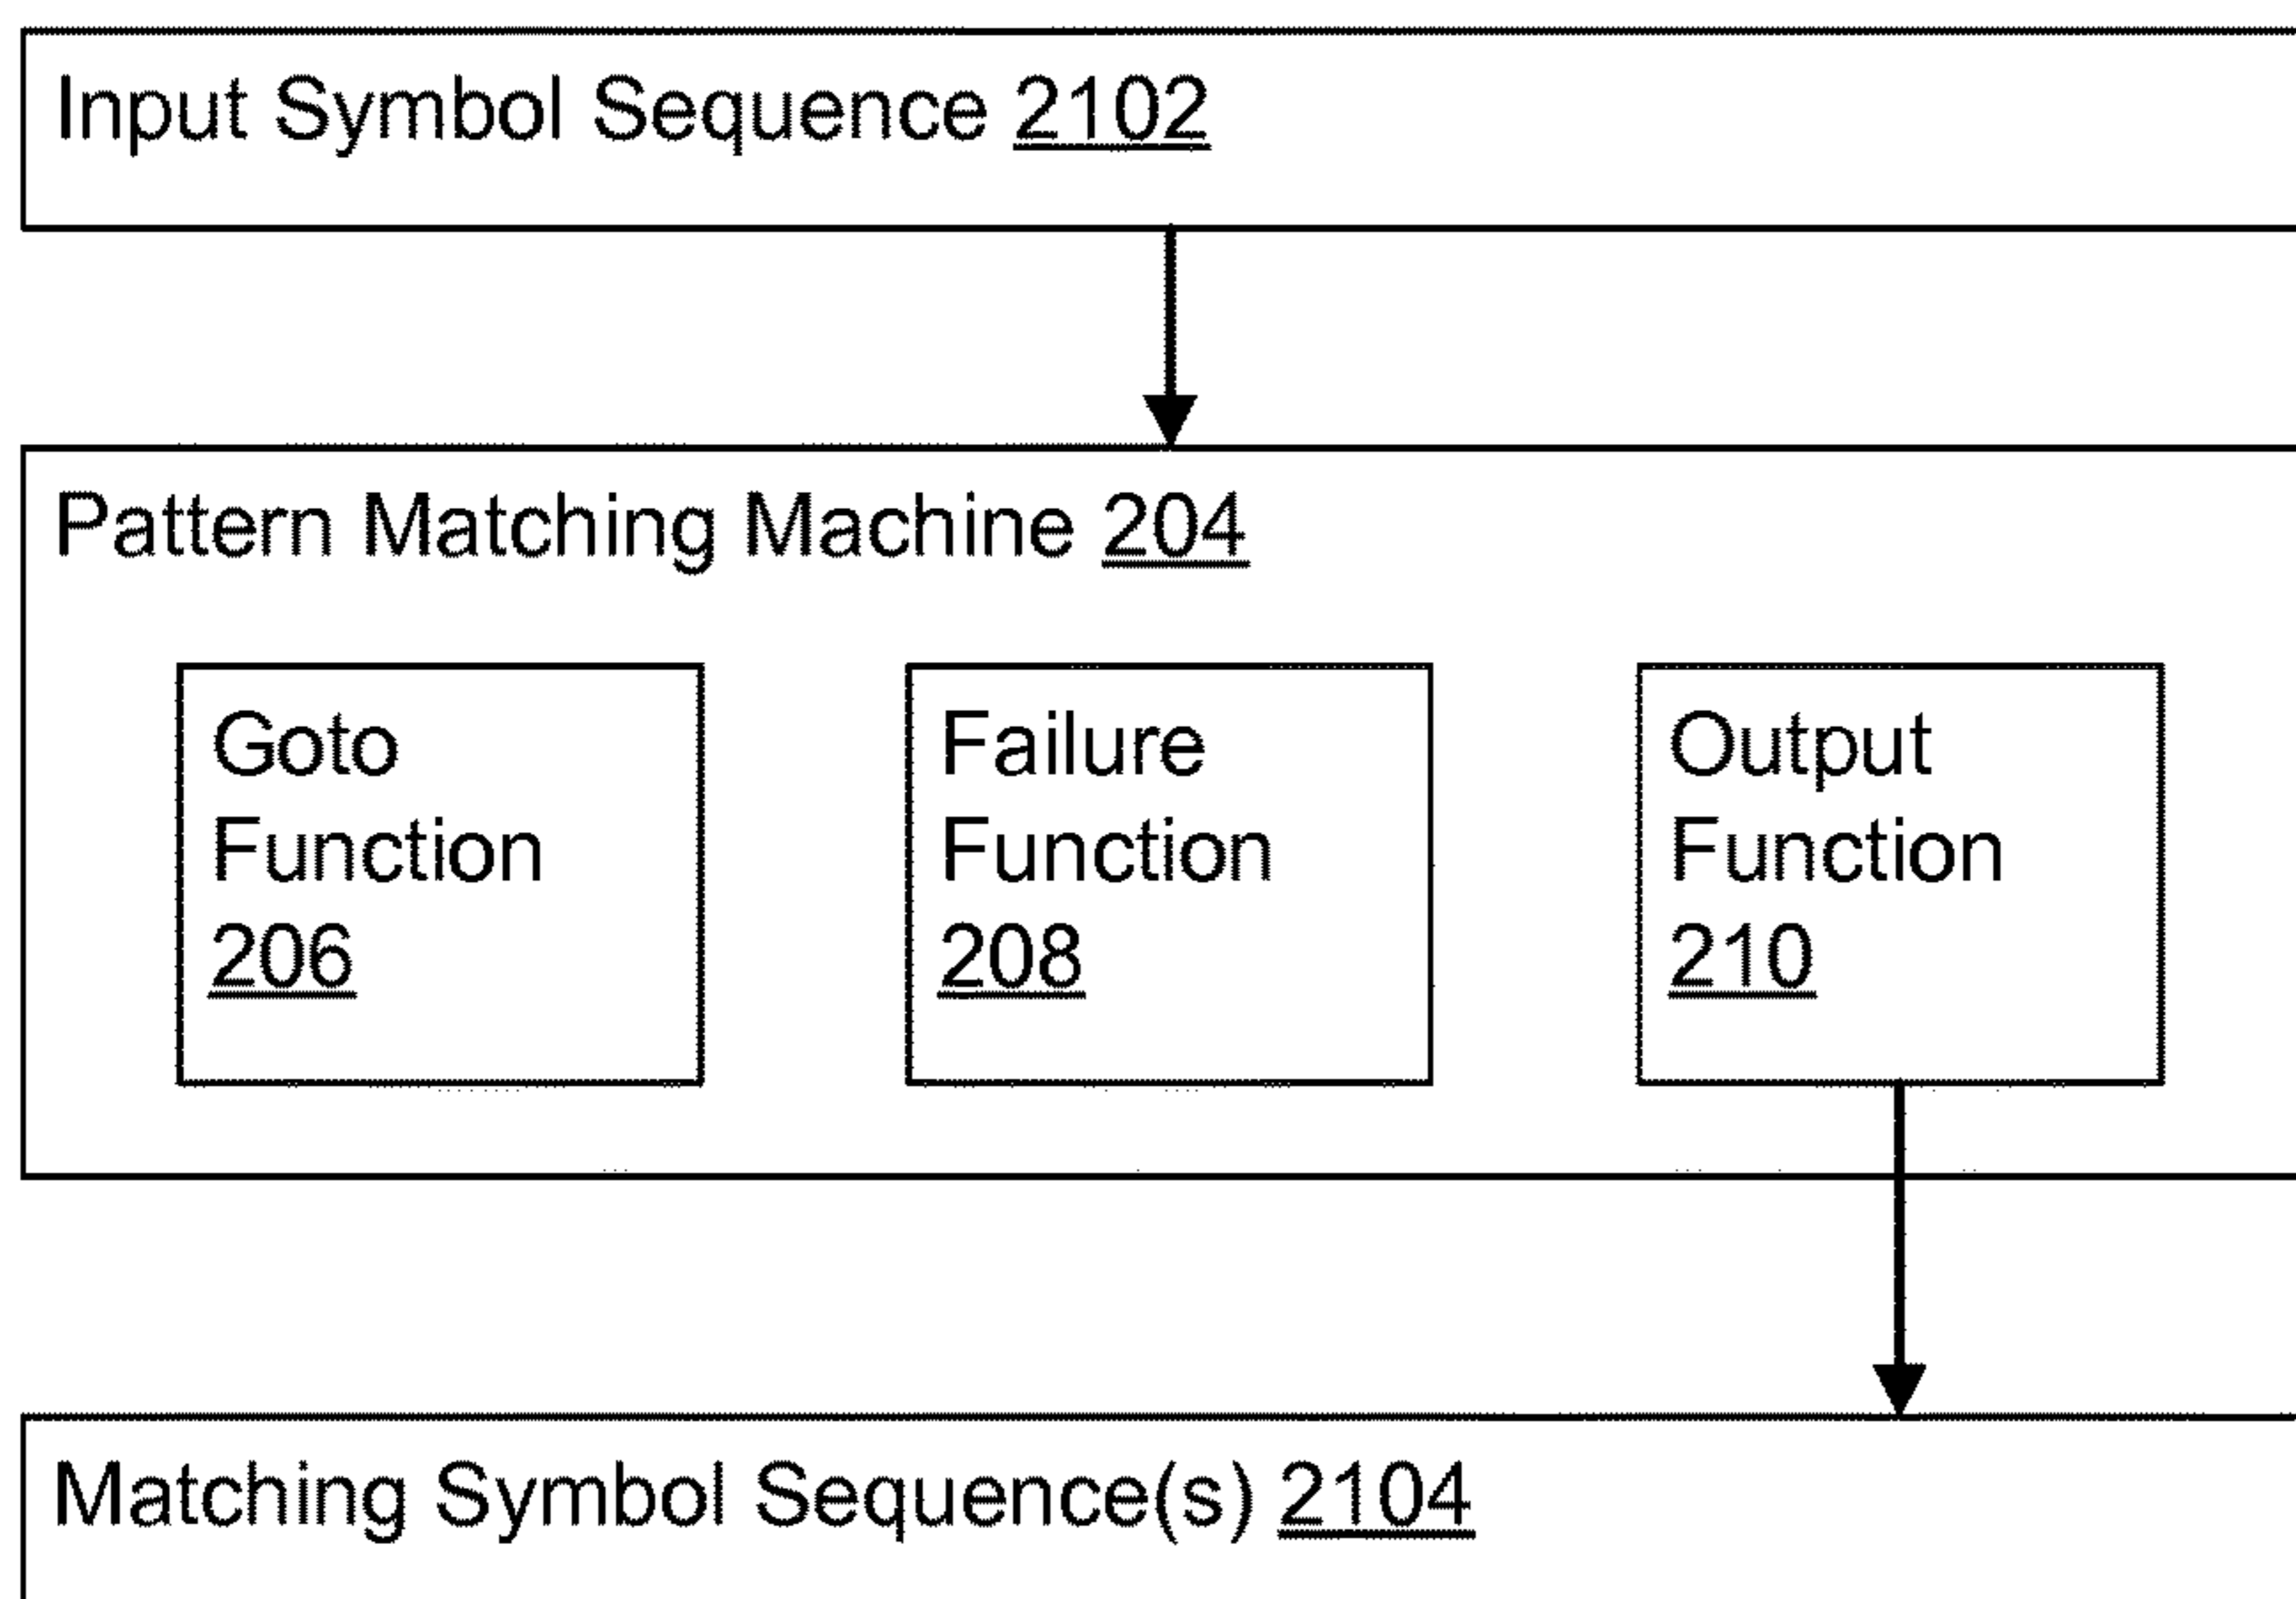 Input Symbol Sequence 2102
Pattern Matching Machine 204
Goto
Function
206
Failure
Function
208
Output
Function
210
Matching Symbol Sequence(s) 2104